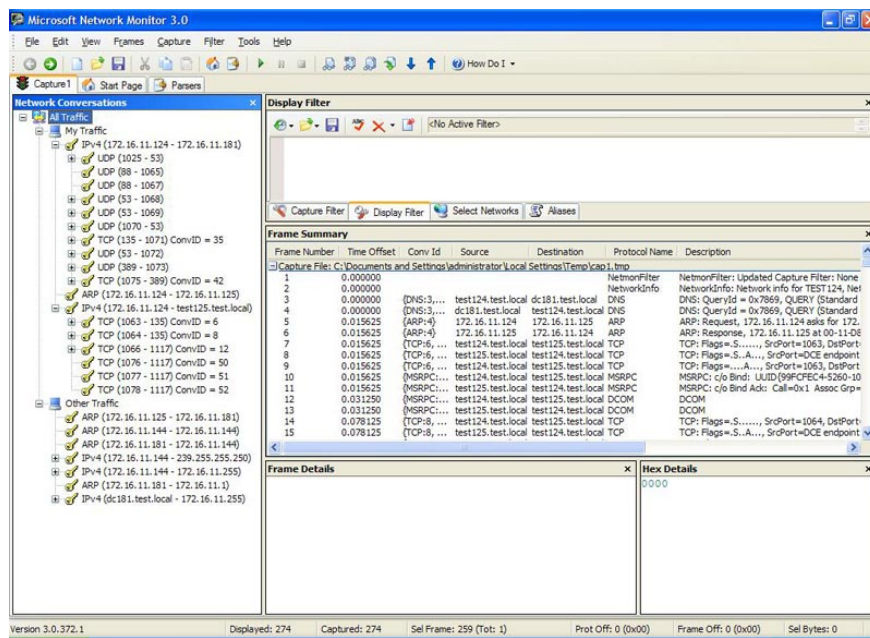 Microsoft Network Monitor 3.0
File Edit View Frames Capture Filter Tools Help
How Do I
Capture1 Start Page Parsers
Network Conversations
All Traffic
My Traffic
IPv4 (172.16.11.124 - 172.16.11.181)
UDP (1025 - 53)
UDP (88 - 1065)
UDP (88 - 1067)
UDP (53 - 1068)
UDP (53 - 1069)
UDP (1070 - 53)
TCP (135 - 1071) ConvID = 35
UDP (53 - 1072)
UDP (389 - 1073)
TCP (1075 - 389) ConvID = 42
ARP (172.16.11.124 - 172.16.11.125)
IPv4 (172.16.11.124 - test125.test.local)
TCP (1063 - 135) ConvID = 6
TCP (1064 - 135) ConvID = 8
TCP (1066 - 1117) ConvID = 12
TCP (1076 - 1117) ConvID = 50
TCP (1077 - 1117) ConvID = 51
TCP (1078 - 1117) ConvID = 52
Other Traffic
ARP (172.16.11.125 - 172.16.11.181)
ARP (172.16.11.144 - 172.16.11.144)
ARP (172.16.11.181 - 172.16.11.144)
IPv4 (172.16.11.144 - 239.255.255.250)
IPv4 (172.16.11.144 - 172.16.11.255)
ARP (172.16.11.181 - 172.16.11.1)
IPv4 (dc181.test.local - 172.16.11.255)
Display Filter
<No Active Filter>
Capture Filter Display Filter Select Networks Aliases
Frame Summary
Frame Number Time Offset Conv Id Source Destination Protocol Name Description
Capture File: C:\Documents and Settings\administrator\Local Settings\Temp\cap1.tmp
1 0.000000 NetmonFilter NetmonFilter: Updated Capture Filter: None
2 0.000000 NetworkInfo NetworkInfo: Network info for TEST124, Net
3 0.000000 {DNS:3,... test124.test.local dc181.test.local DNS DNS: QueryId = 0x7869, QUERY (Standard
4 0.000000 {DNS:3,... dc181.test.local test124.test.local DNS DNS: QueryId = 0x7869, QUERY (Standard
5 0.015625 {ARP:4} 172.16.11.124 172.16.11.125 ARP ARP: Request, 172.16.11.124 asks for 172.
6 0.015625 {ARP:4} 172.16.11.125 172.16.11.124 ARP ARP: Response, 172.16.11.125 at 00-11-D8
7 0.015625 {TCP:6, ... test124.test.local test125.test.local TCP TCP: Flags=.S......, SrcPort=1063, DstPort=
8 0.015625 {TCP:6, ... test125.test.local test124.test.local TCP TCP: Flags=.S..A..., SrcPort=DCE endpoint
9 0.015625 {TCP:6, ... test124.test.local test125.test.local TCP TCP: Flags=....A..., SrcPort=1063, DstPort=
10 0.015625 {MSRPC:... test124.test.local test125.test.local MSRPC MSRPC: c/o Bind: UUID{99FCFEC4-5260-10
11 0.015625 {MSRPC:... test125.test.local test124.test.local MSRPC MSRPC: c/o Bind Ack: Call=0x1 Assoc Grp=
12 0.031250 {MSRPC:... test124.test.local test125.test.local DCOM DCOM
13 0.031250 {MSRPC:... test125.test.local test124.test.local DCOM DCOM
14 0.078125 {TCP:8, ... test124.test.local test125.test.local TCP TCP: Flags=.S......, SrcPort=1064, DstPort=
15 0.078125 {TCP:8, ... test125.test.local test124.test.local TCP TCP: Flags=.S..A..., SrcPort=DCE endpoint
Frame Details
Hex Details
0000
Version 3.0.372.1 Displayed: 274 Captured: 274 Sel Frame: 259 (Tot: 1) Prot Off: 0 (0x00) Frame Off: 0 (0x00) Sel Bytes: 0